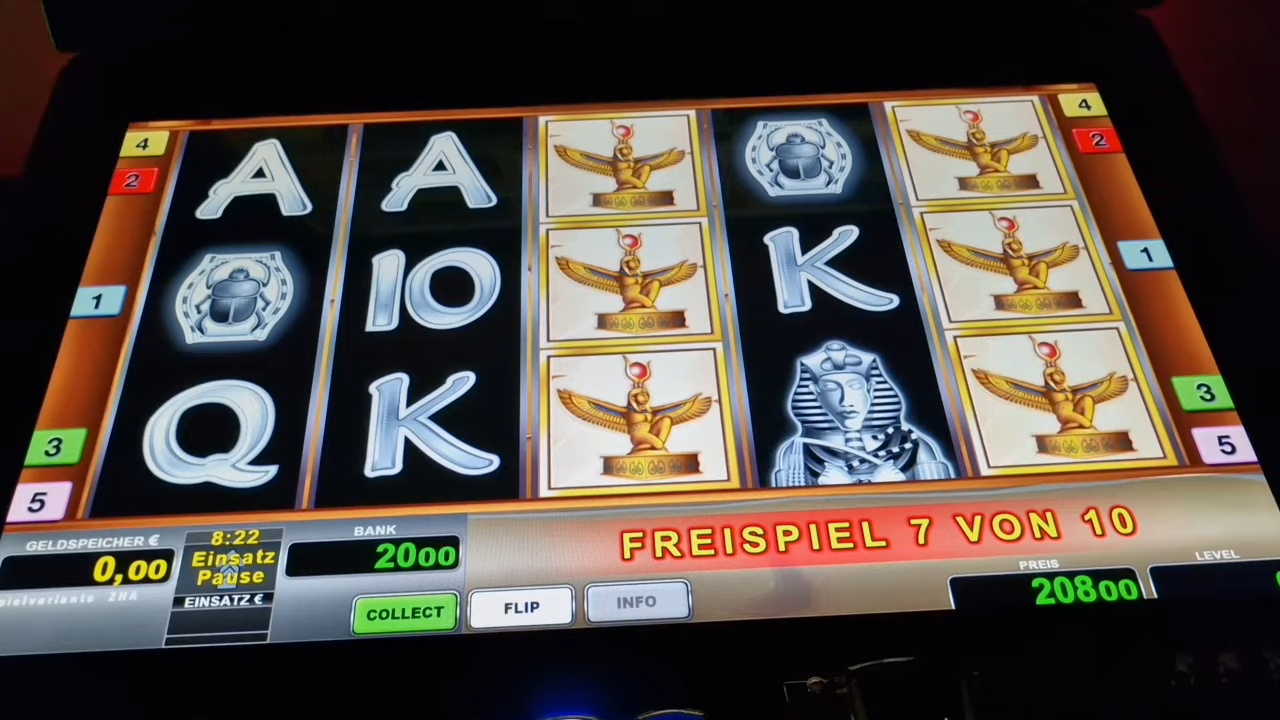 4
4
2
2
A
A
1
1
10
K
Q
K
3
3
5
5
FREISPIEL 7 VON 10
GELDSPEICHER €
0,00
8:22
Einsatz
Pause
EINSATZ €
BANK
2000
PREIS
20800
LEVEL
COLLECT
FLIP
INFO